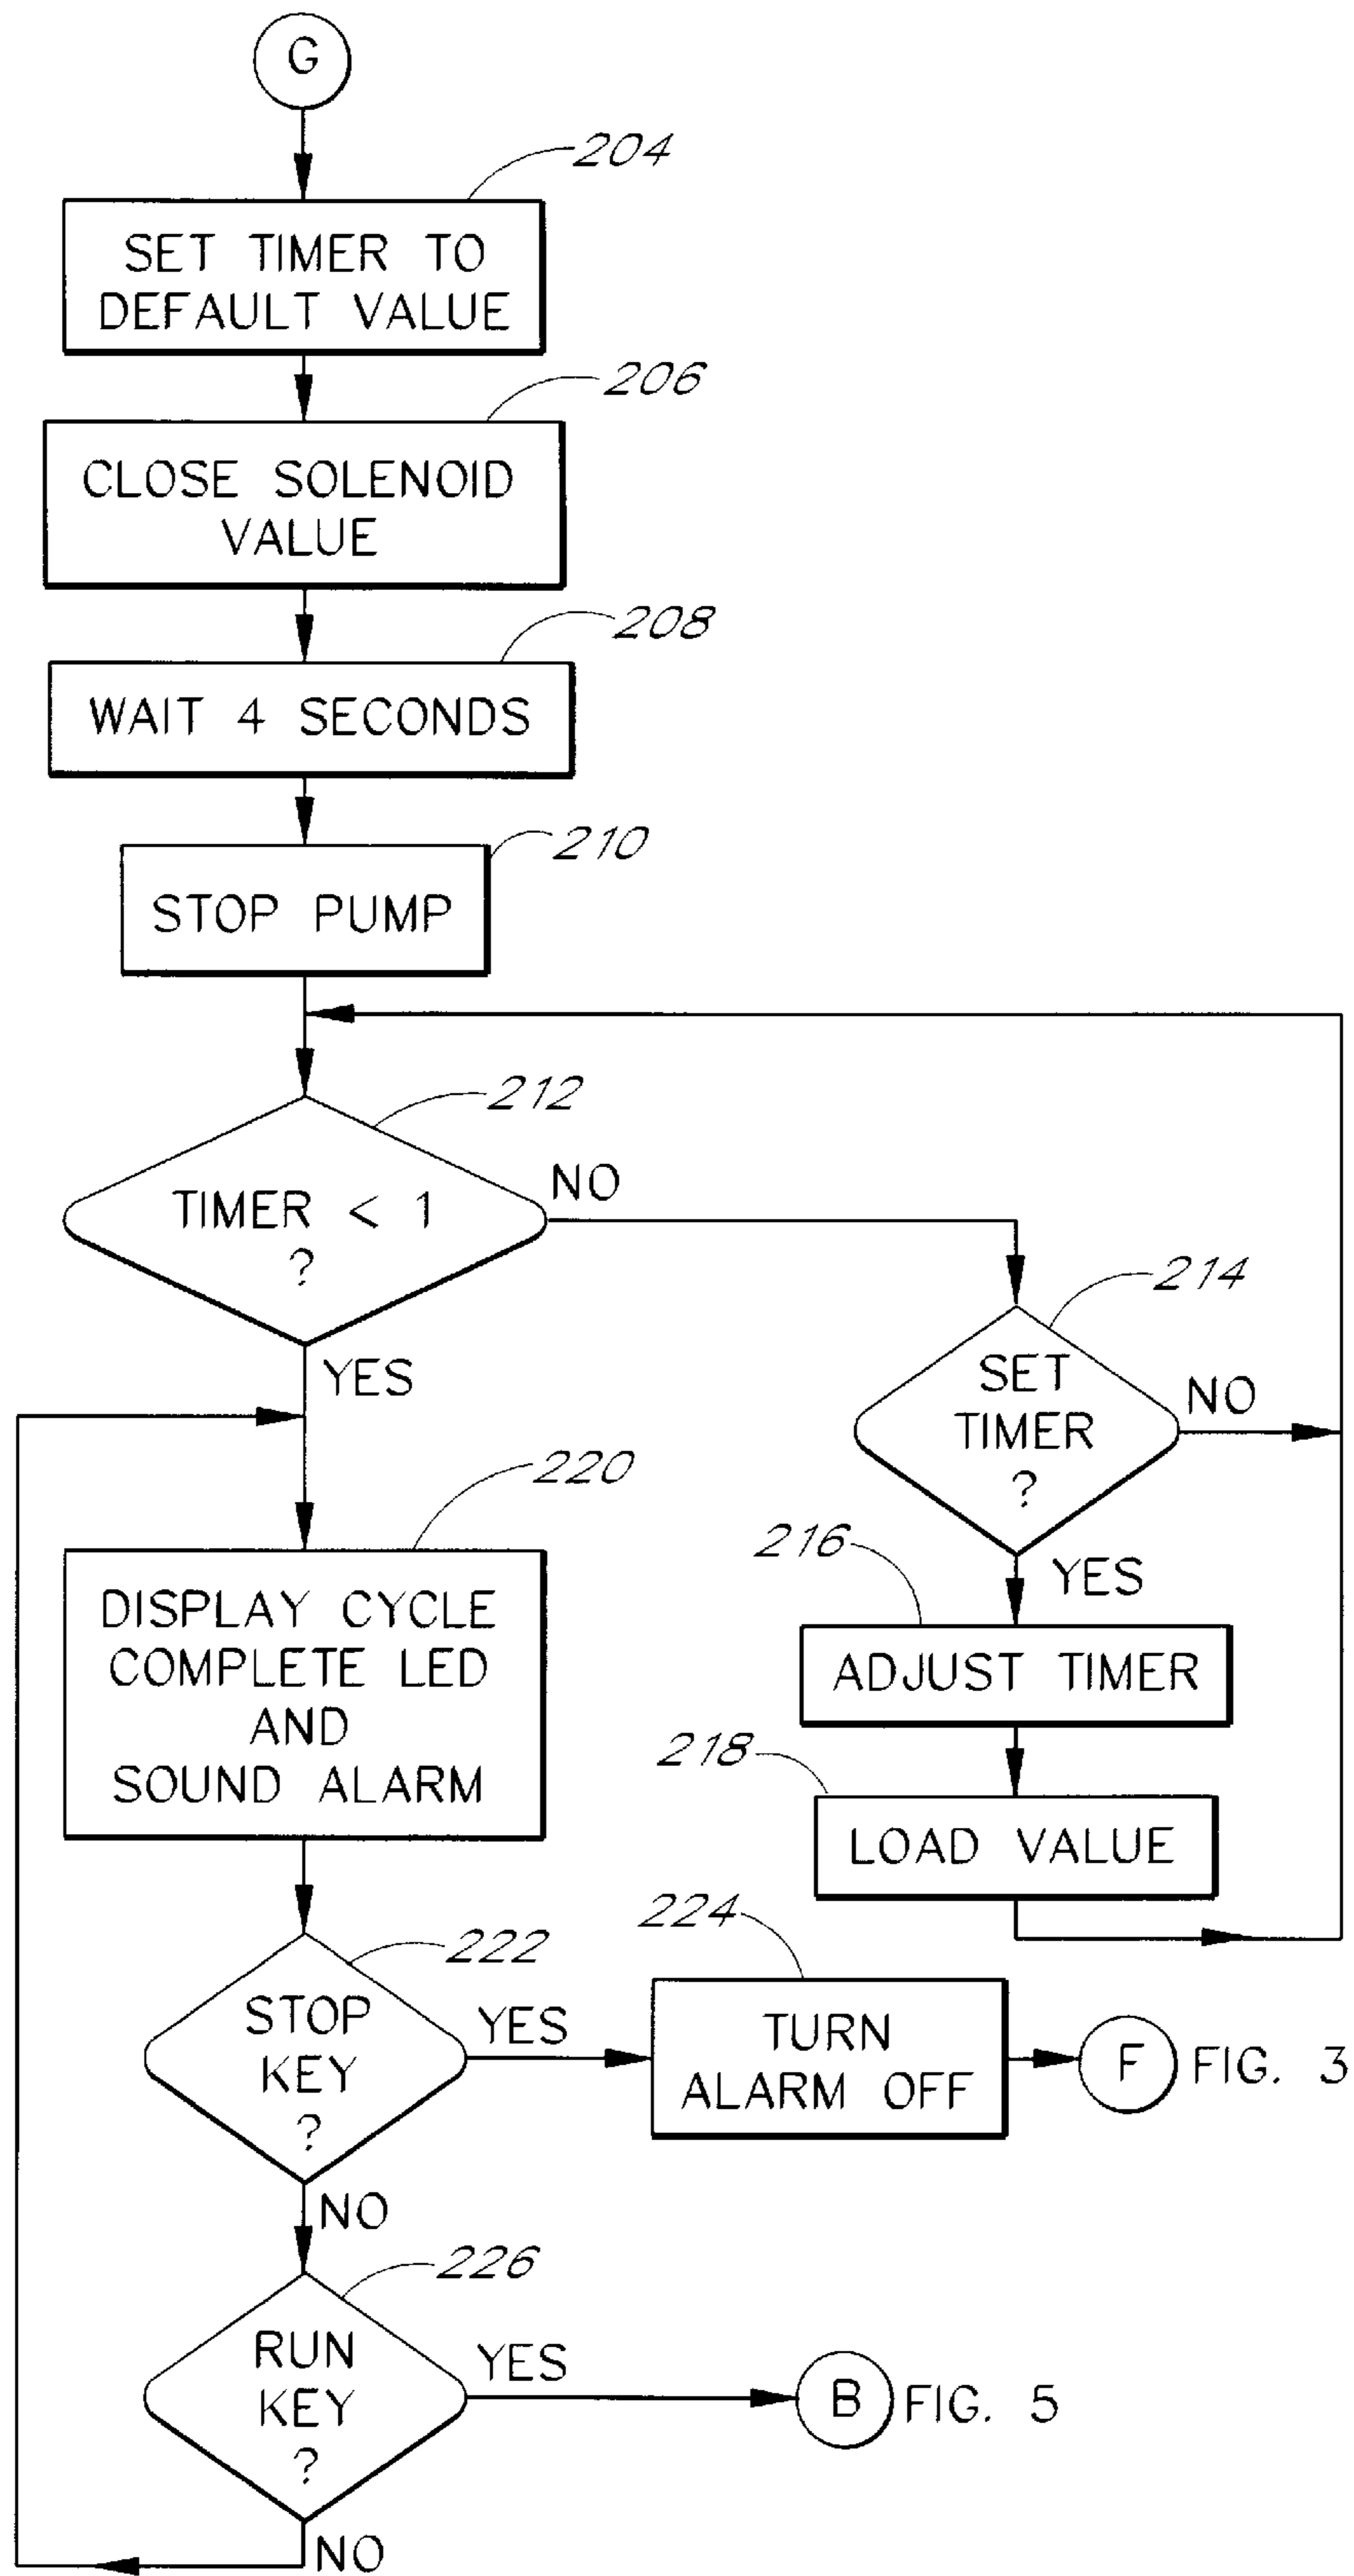 G
204
SET TIMER TO
DEFAULT VALUE
206
CLOSE SOLENOID
VALUE
208
WAIT 4 SECONDS
210
STOP PUMP
212
TIMER < 1
?
NO
YES
214
SET
TIMER
?
NO
YES
216
ADJUST TIMER
218
LOAD VALUE
220
DISPLAY CYCLE
COMPLETE LED
AND
SOUND ALARM
222
STOP
KEY
?
YES
NO
224
TURN
ALARM OFF
F FIG. 3
226
RUN
KEY
?
YES
NO
B FIG. 5